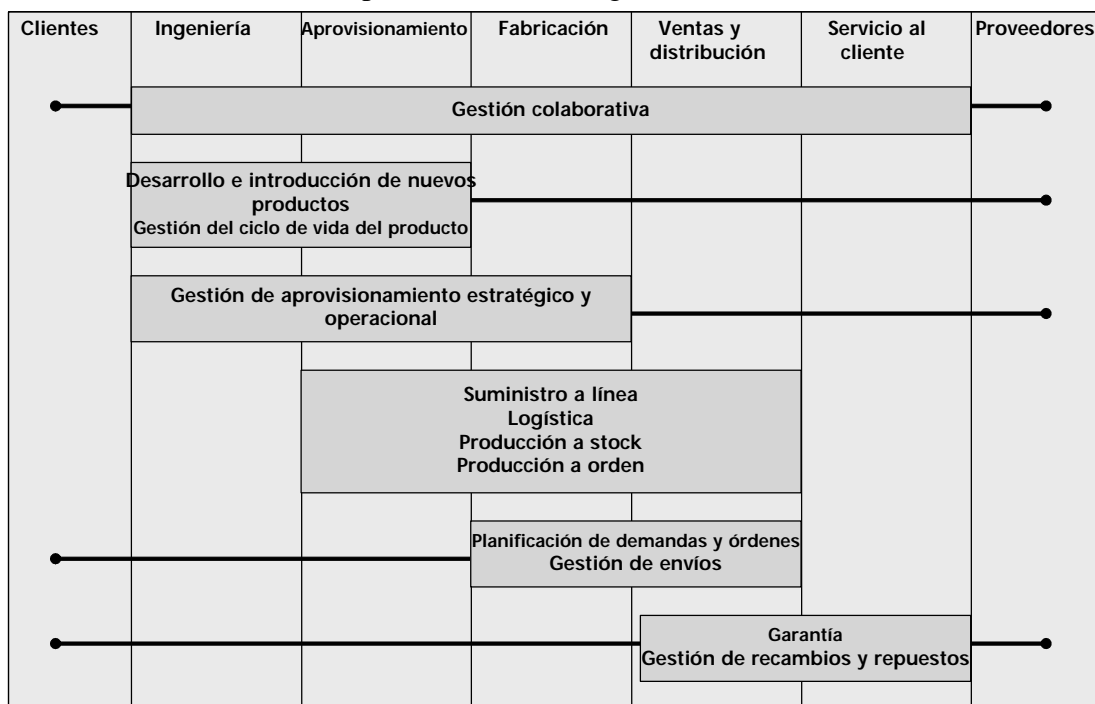 Clientes
Ingeniería
Aprovisionamiento
Fabricación
Ventas y
distribución
Servicio al
cliente
Proveedores
Gestión colaborativa
Desarrollo e introducción de nuevos
productos
Gestión del ciclo de vida del producto
Gestión de aprovisionamiento estratégico y
operacional
Suministro a línea
Logística
Producción a stock
Producción a orden
Planificación de demandas y órdenes
Gestión de envíos
Garantía
Gestión de recambios y repuestos